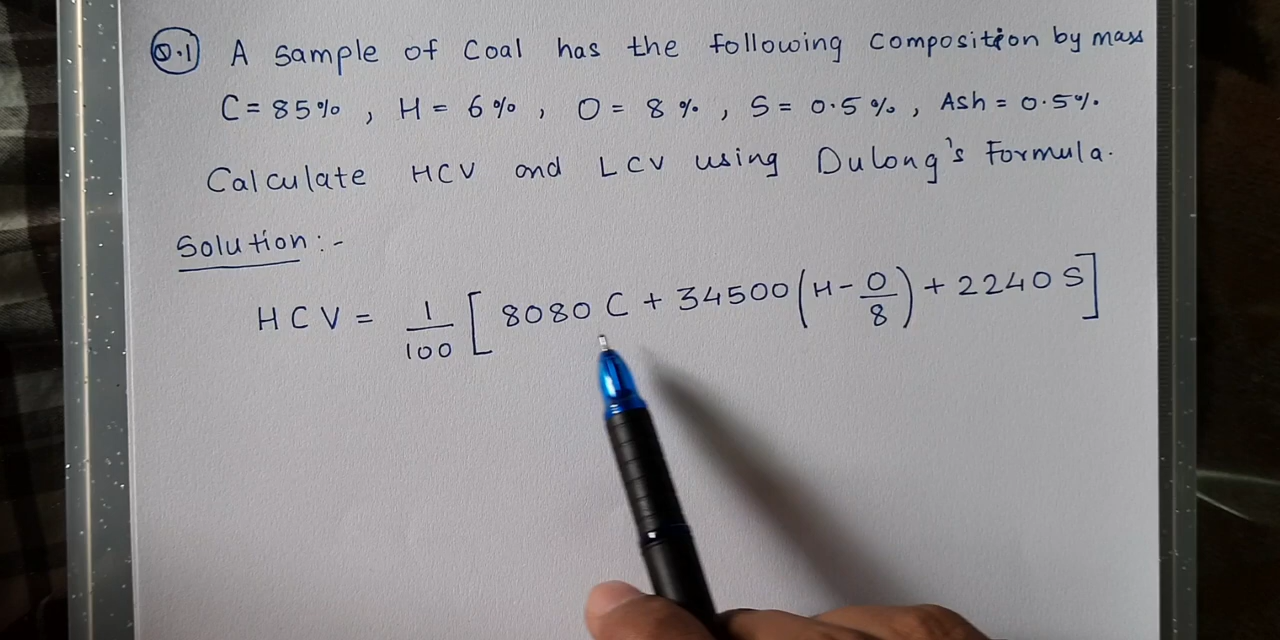 Q.1 A sample of Coal has the following composition by mass
C = 85% , H = 6% , O = 8% , S = 0.5% , Ash = 0.5%.
Calculate HCV and LCV using Dulong's Formula.
Solution :-
HCV = 1/100 [ 8080 C + 34500 (H - O/8) + 2240 S ]